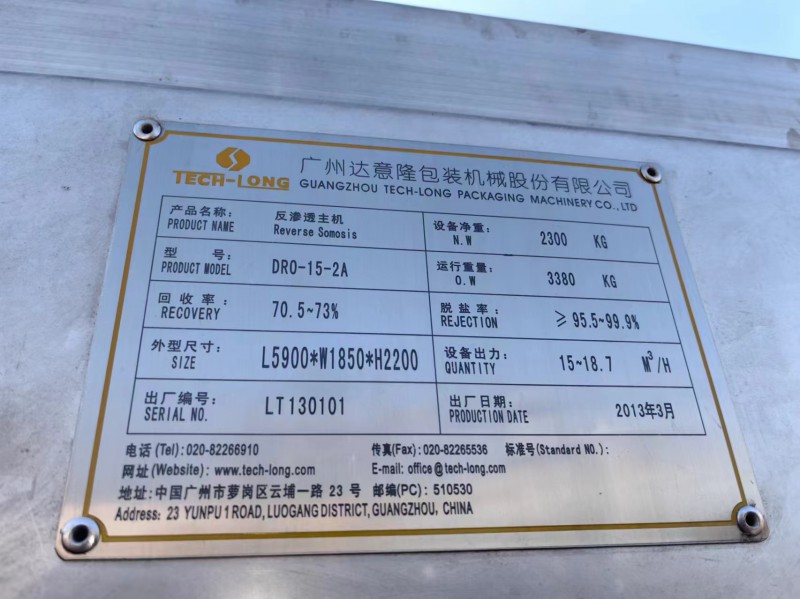 TECH-LONG
广州达意隆包装机械股份有限公司
GUANGZHOU TECH-LONG PACKAGING MACHINERY CO., LTD
产品名称: 反渗透主机 设备净重: 2300 KG
PRODUCT NAME Reverse Somosis N.W
型 号: DRO-15-2A 运行重量: 3380 KG
PRODUCT MODEL O.W
回收率: 70.5~73% 脱盐率: ≥95.5~99.9%
RECOVERY REJECTION
外型尺寸: L5900*W1850*H2200 设备出力: 15~18.7 M³/H
SIZE QUANTITY
出厂编号: LT130101 出厂日期: 2013年3月
SERIAL NO. PRODUCTION DATE
电话(Tel):020-82266910 传真(Fax):020-82265536 标准号(Standard NO.):
网址(Website): www.tech-long.com E-mail: office@tech-long.com
地址:中国广州市萝岗区云埔一路 23 号 邮编(PC): 510530
Address: 23 YUNPU 1 ROAD, LUOGANG DISTRICT, GUANGZHOU, CHINA